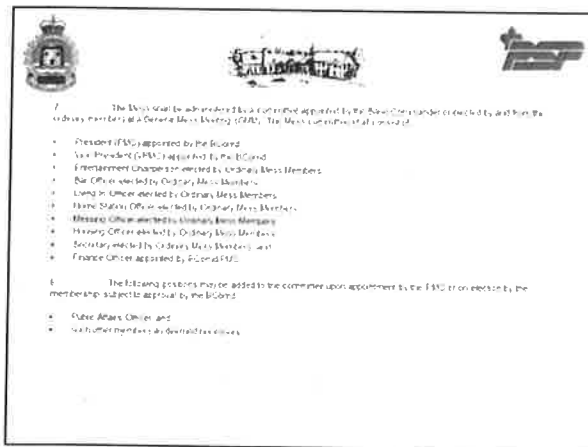 PSP
7. The Mess shall be administered by a committee appointed by the Base Commander or elected by and from the
ordinary members at a General Mess Meeting (GMM). The Mess committee shall consist of:
President (PMC) appointed by the BComd
Vice President (VPMC) appointed by the BComd
Entertainment Chairperson elected by Ordinary Mess Members
Bar Officer elected by Ordinary Mess Members
Living In Officer elected by Ordinary Mess Members
Home Station Officer elected by Ordinary Mess Members
Messing Officer elected by Ordinary Mess Members
Housing Officer elected by Ordinary Mess Members
Secretary elected by Ordinary Mess Members and
Finance Officer appointed by BComd/PMC
8. The following positions may be added to the committee upon appointment by the PMC or on election by the
membership, subject to approval by the BComd
Public Affairs Officer and
such other members as deemed necessary